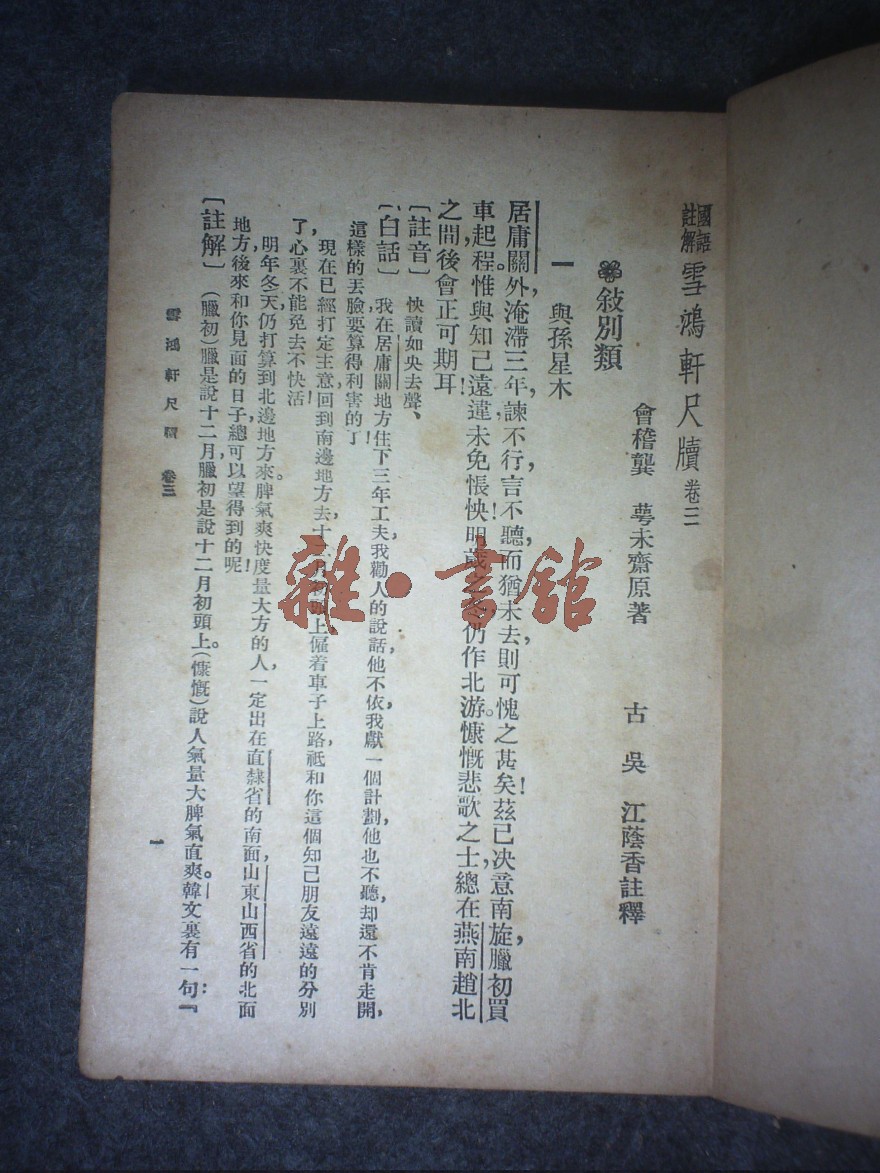 國語註解 雪鴻軒尺牘 卷三
會稽龔 萼未齋原著 古 吳 江蔭香註釋
敍別類
一 與孫星木
居庸關外,淹滯三年,諫不行,言不聽,而猶未去,則可愧之甚矣!茲已決意南旋,臘初買
車起程。惟與知己遠違,未免悵怏!明歲之冬,仍作北游。慷慨悲歌之士,總在燕南趙北
之間,後會正可期耳!
〔註音〕 怏讀如央去聲、
〔白話〕 我在居庸關地方,住下三年工夫,我勸人的說話,他不依,我獻一個計劃,他也不聽,却還不肯走開,
這樣的丟臉,要算得利害的了!
現在已經打定主意,回到南邊地方去,十二月初頭上,僱着車子上路,祇和你這個知己朋友,遠遠的分別
了,心裏不能免去不快活!
明年冬天,仍打算到北邊地方來。脾氣爽快度量大方的人,一定出在直隸省的南面,山東山西省的北面
地方,後來和你見面的日子,總可以望得到的呢!
〔註解〕 (臘初)臘是說十二月,臘初是說十二月初頭上。(慷慨)說人氣量大脾氣直爽。韓文裏有一句:『
雪鴻軒尺牘 卷三
一
雜·書館